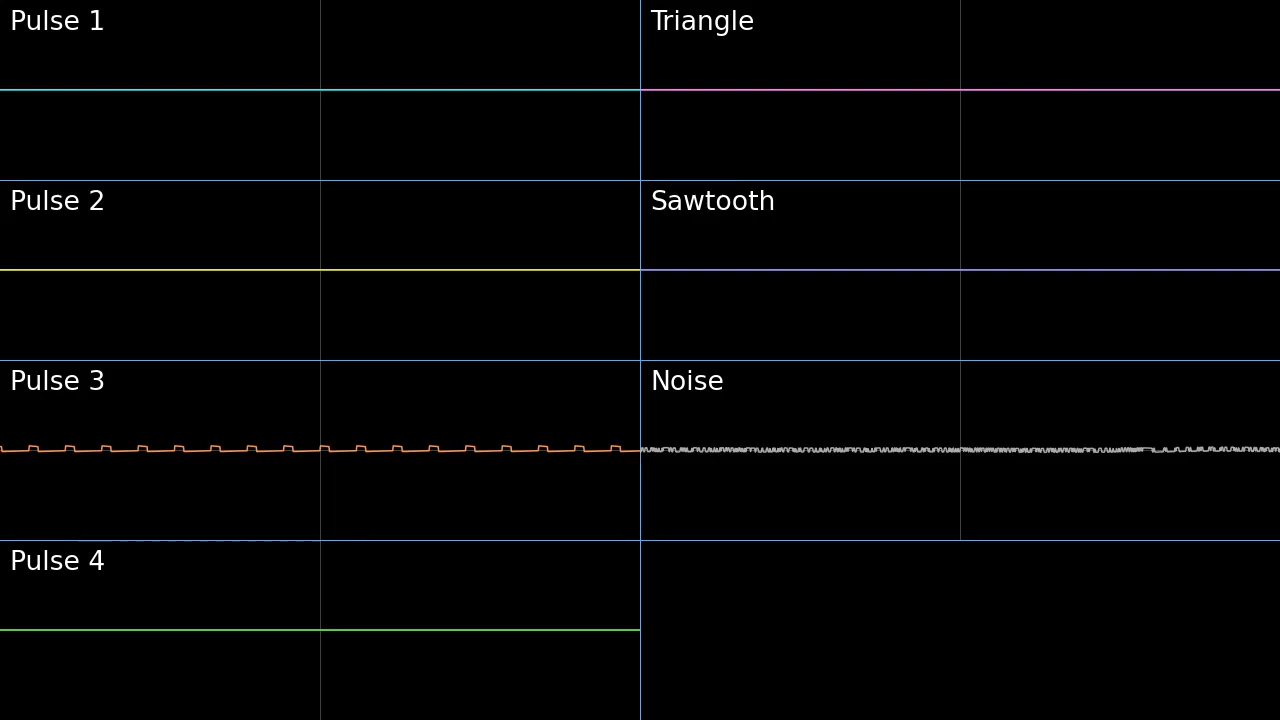 Pulse 1
Triangle
Pulse 2
Sawtooth
Pulse 3
Noise
Pulse 4